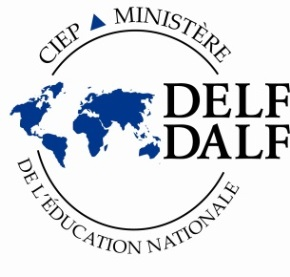 CIEP ▲ MINISTÈRE
DELF
DALF
DE L'ÉDUCATION NATIONALE